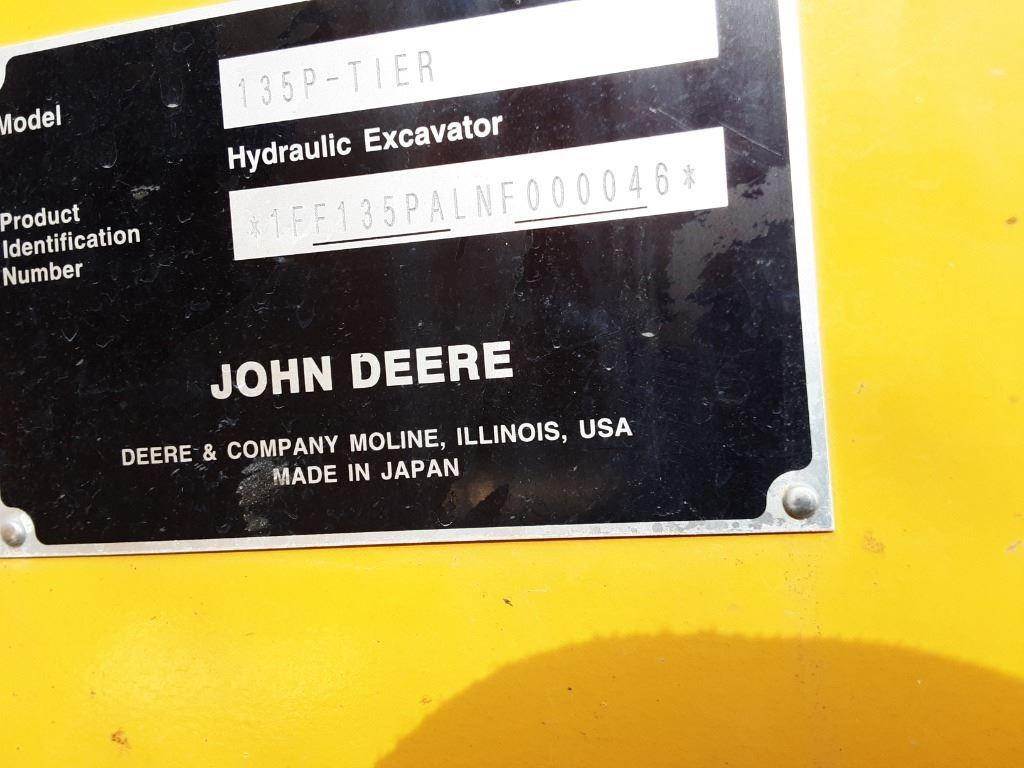 Model
135P-TIER
Hydraulic Excavator
Product
Identification
Number
*1FF135PALNF000046*
JOHN DEERE
DEERE & COMPANY MOLINE, ILLINOIS, USA
MADE IN JAPAN